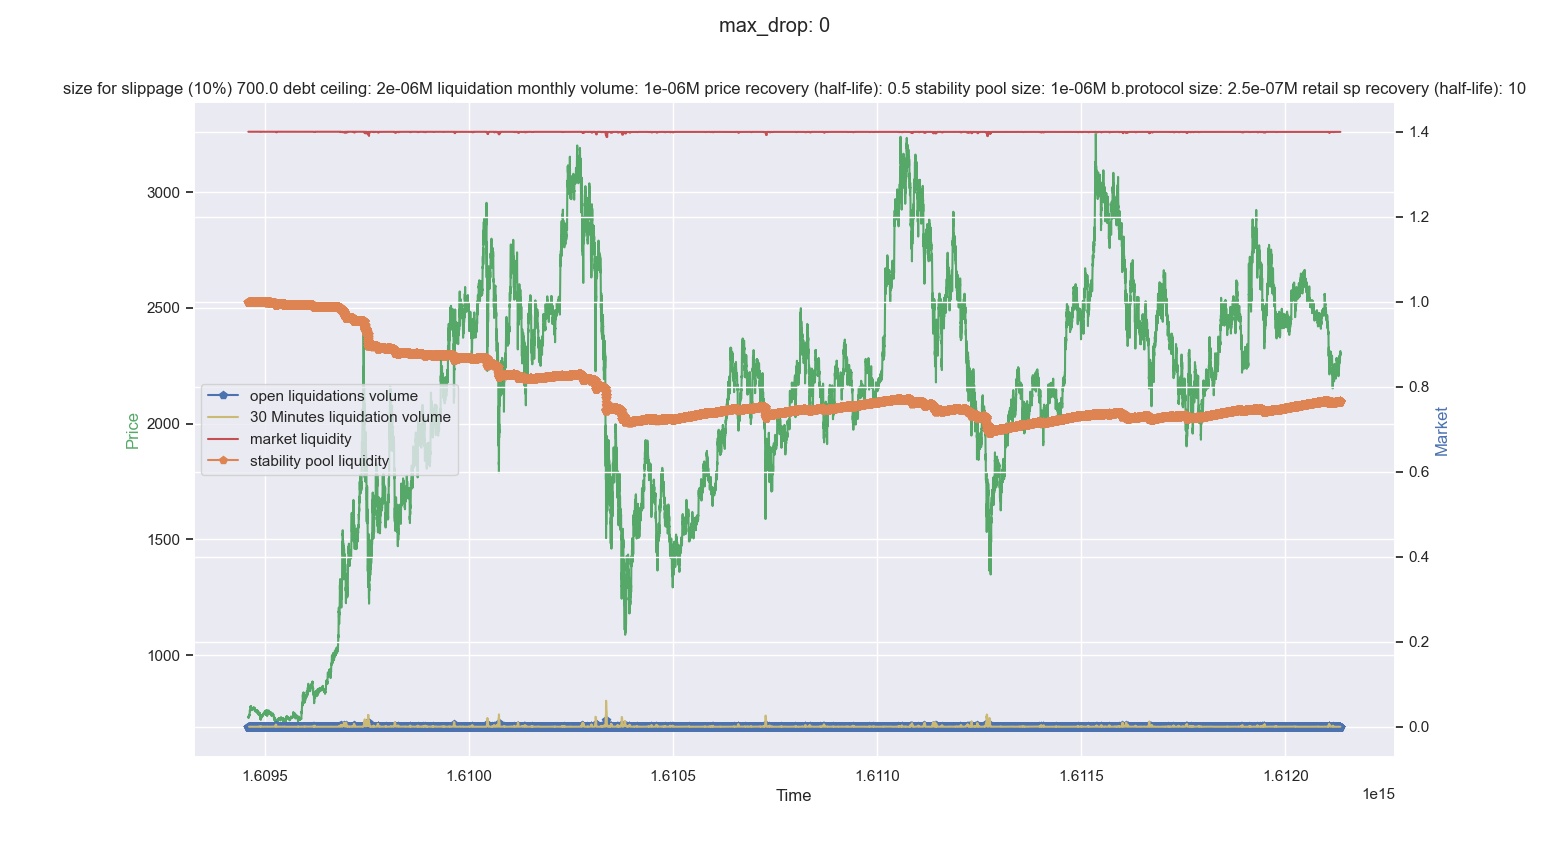 max_drop: 0
size for slippage (10%) 700.0 debt ceiling: 2e-06M liquidation monthly volume: 1e-06M price recovery (half-life): 0.5 stability pool size: 1e-06M b.protocol size: 2.5e-07M retail sp recovery (half-life): 10
3000
2500
2000
1500
1000
Price
open liquidations volume
30 Minutes liquidation volume
market liquidity
stability pool liquidity
1.4
1.2
1.0
0.8
0.6
0.4
0.2
0.0
Market
1.6095 1.6100 1.6105 1.6110 1.6115 1.6120
Time
1e15